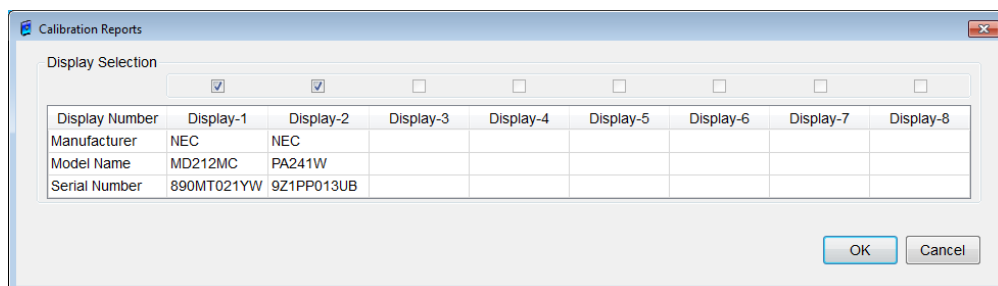 Calibration Reports
Display Selection
Display Number Display-1 Display-2 Display-3 Display-4 Display-5 Display-6 Display-7 Display-8
Manufacturer NEC NEC
Model Name MD212MC PA241W
Serial Number 890MT021YW 9Z1PP013UB
OK Cancel